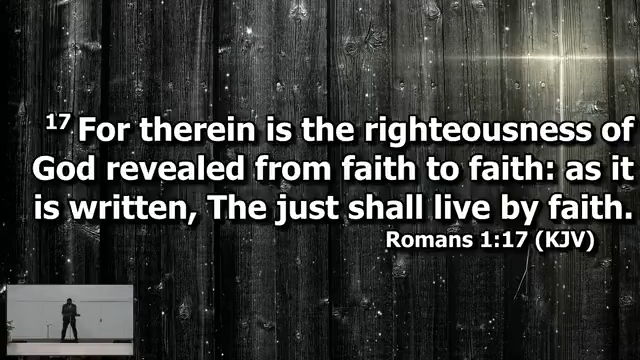 17 For therein is the righteousness of
God revealed from faith to faith: as it
is written, The just shall live by faith.
Romans 1:17 (KJV)